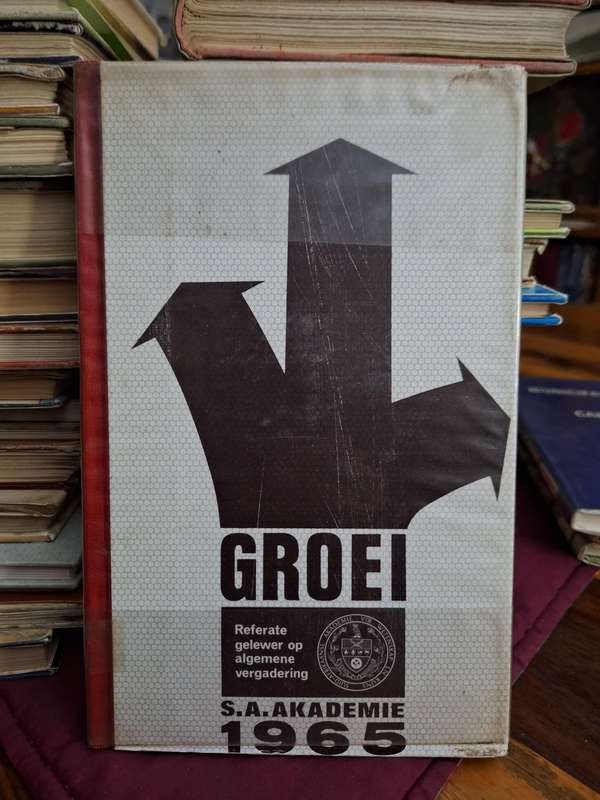 GROEI
Referate
gelewer op
algemene
vergadering
S.A. AKADEMIE
1965